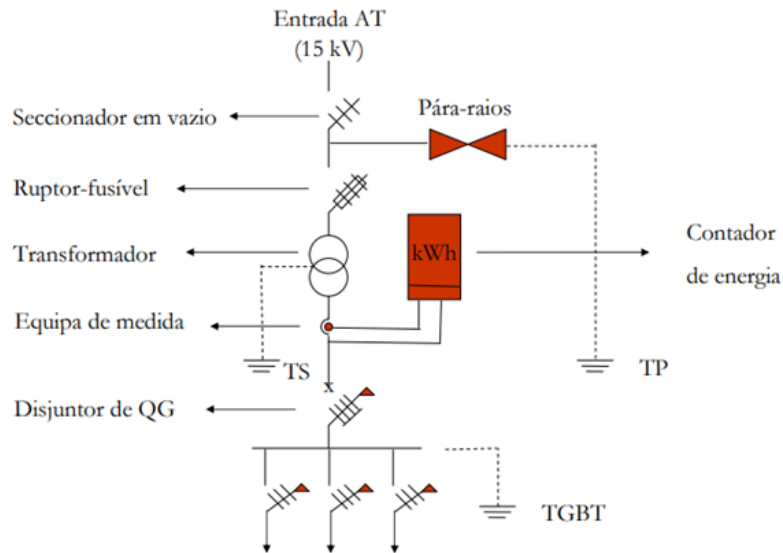 Entrada AT
(15 kV)
Seccionador em vazio
Pára-raios
Ruptor-fusível
Transformador
kWh
Contador
de energia
Equipa de medida
TS
TP
x
Disjuntor de QG
TGBT